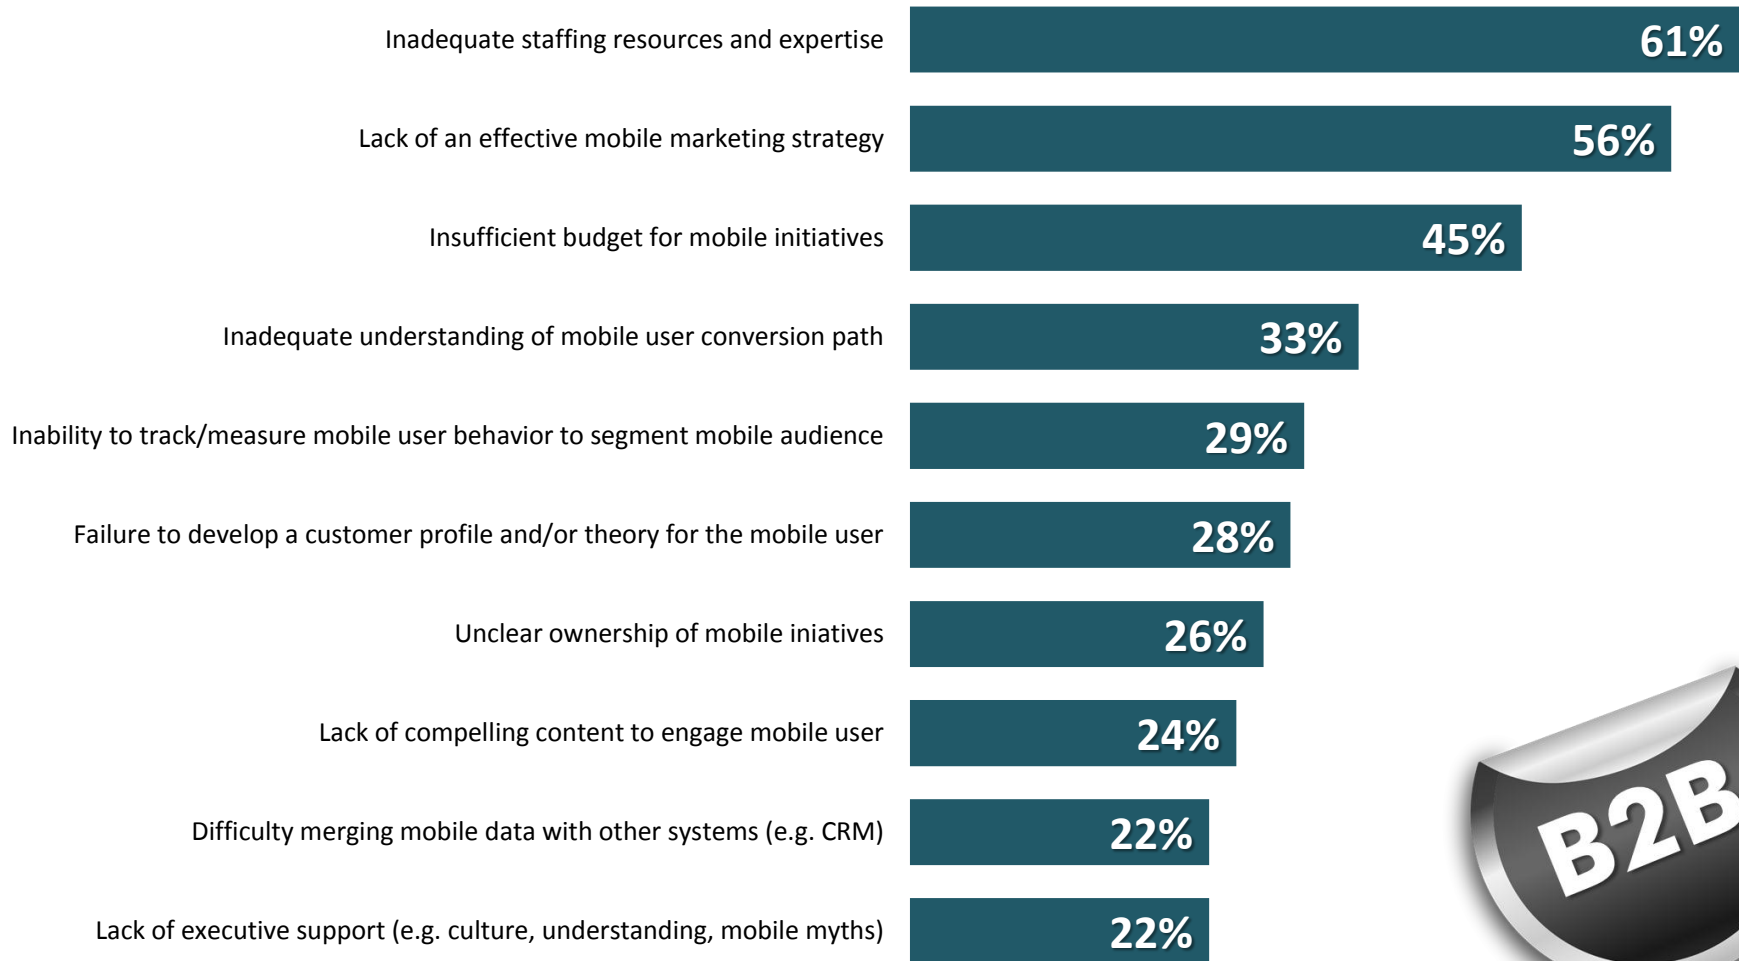 Inadequate staffing resources and expertise 61%
Lack of an effective mobile marketing strategy 56%
Insufficient budget for mobile initiatives 45%
Inadequate understanding of mobile user conversion path 33%
Inability to track/measure mobile user behavior to segment mobile audience 29%
Failure to develop a customer profile and/or theory for the mobile user 28%
Unclear ownership of mobile iniatives 26%
Lack of compelling content to engage mobile user 24%
Difficulty merging mobile data with other systems (e.g. CRM) 22%
Lack of executive support (e.g. culture, understanding, mobile myths) 22%
B2B